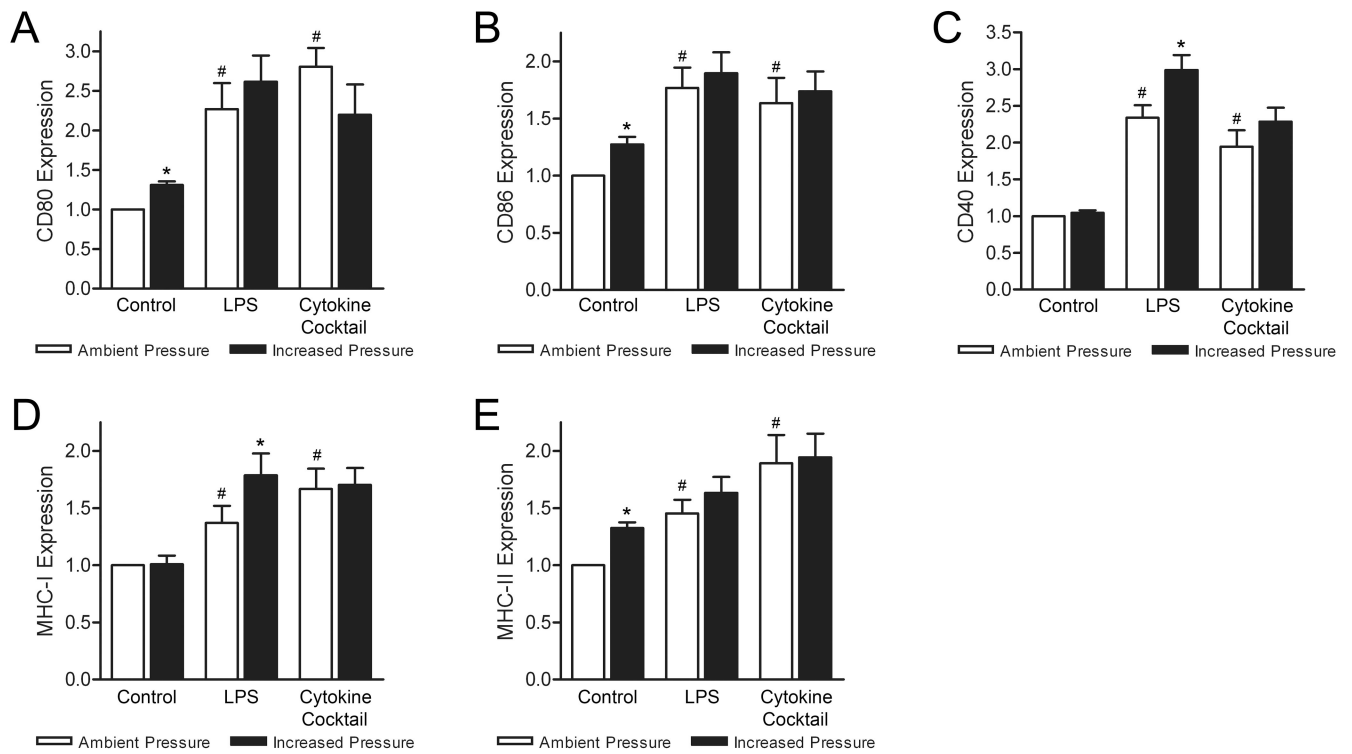 A
CD80 Expression
3.0
2.5
2.0
1.5
1.0
0.5
0.0
*
#
#
Control LPS Cytokine Cocktail
Ambient Pressure Increased Pressure
B
CD86 Expression
2.0
1.5
1.0
0.5
0.0
*
#
#
Control LPS Cytokine Cocktail
Ambient Pressure Increased Pressure
C
CD40 Expression
3.5
3.0
2.5
2.0
1.5
1.0
0.5
0.0
#
*
#
Control LPS Cytokine Cocktail
Ambient Pressure Increased Pressure
D
MHC-I Expression
2.0
1.5
1.0
0.5
0.0
#
*
#
Control LPS Cytokine Cocktail
Ambient Pressure Increased Pressure
E
MHC-II Expression
2.0
1.5
1.0
0.5
0.0
*
#
#
Control LPS Cytokine Cocktail
Ambient Pressure Increased Pressure